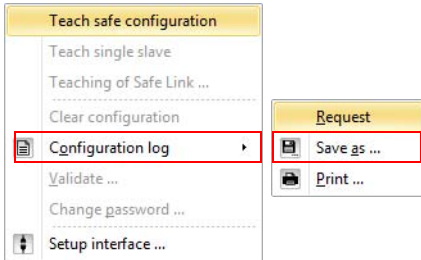 Teach safe configuration
Teach single slave
Teaching of Safe Link ...
Clear configuration
Configuration log
Validate ...
Change password ...
Setup interface ...
Request
Save as ...
Print ...